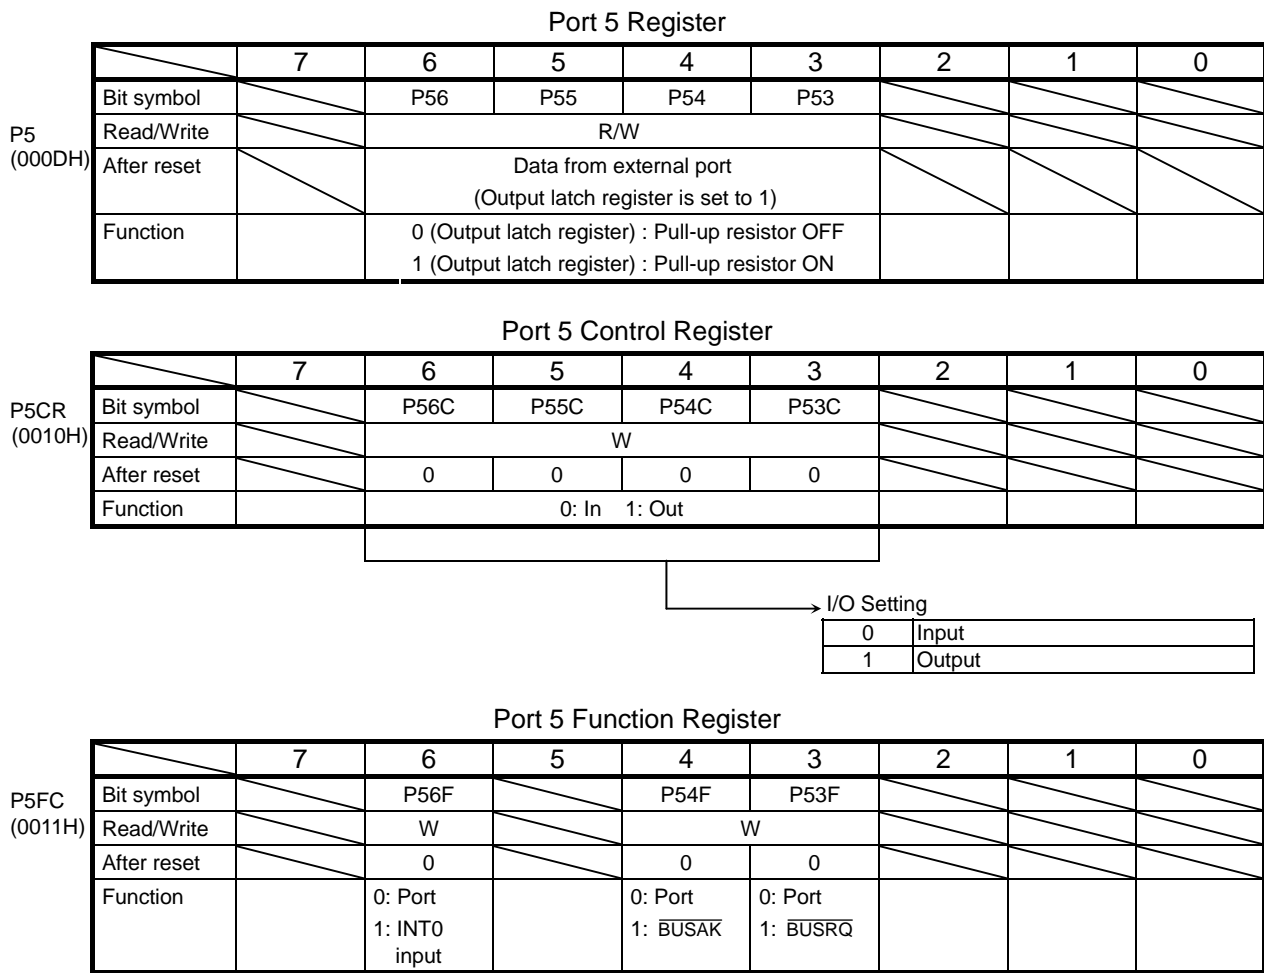 Port 5 Register
7 6 5 4 3 2 1 0
P5
(000DH)
Bit symbol P56 P55 P54 P53
Read/Write R/W
After reset Data from external port
(Output latch register is set to 1)
Function 0 (Output latch register) : Pull-up resistor OFF
1 (Output latch register) : Pull-up resistor ON
Port 5 Control Register
7 6 5 4 3 2 1 0
P5CR
(0010H)
Bit symbol P56C P55C P54C P53C
Read/Write W
After reset 0 0 0 0
Function 0: In 1: Out
I/O Setting
0 Input
1 Output
Port 5 Function Register
7 6 5 4 3 2 1 0
P5FC
(0011H)
Bit symbol P56F P54F P53F
Read/Write W W
After reset 0 0 0
Function 0: Port 0: Port 0: Port
1: INT0 1: BUSAK 1: BUSRQ
input